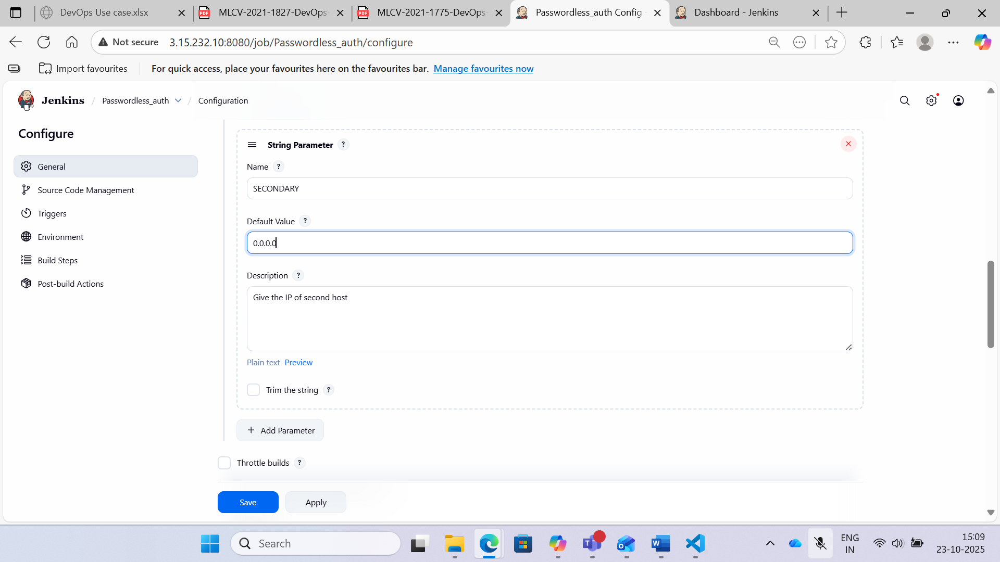 DevOps Use case.xlsx
MLCV-2021-1827-DevOps-
MLCV-2021-1775-DevOps-
Passwordless_auth Config -
Dashboard - Jenkins
Not secure
3.15.232.10:8080/job/Passwordless_auth/configure
Import favourites
For quick access, place your favourites here on the favourites bar. Manage favourites now
Jenkins / Passwordless_auth / Configuration
Configure
General
Source Code Management
Triggers
Environment
Build Steps
Post-build Actions
String Parameter ?
Name ?
SECONDARY
Default Value ?
0.0.0.0
Description ?
Give the IP of second host
Plain text Preview
Trim the string ?
+ Add Parameter
Throttle builds ?
Save
Apply
Search
ENG
IN
15:09
23-10-2025